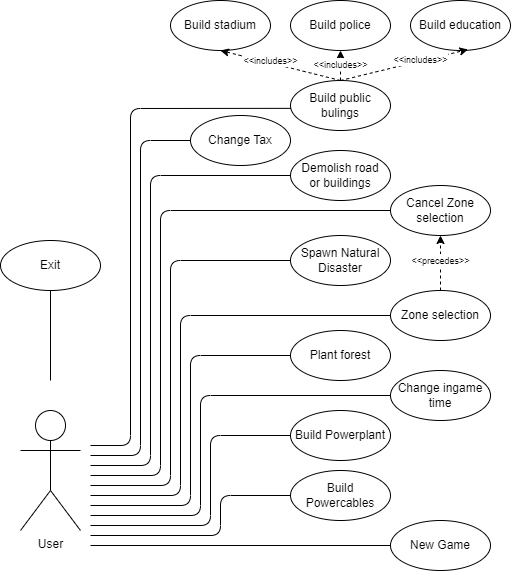 Build stadium
Build police
Build education
<<includes>>
<<includes>>
<<includes>>
Build public
bulings
Change Tax
Demolish road
or buildings
Cancel Zone
selection
Exit
Spawn Natural
Disaster
<<precedes>>
Zone selection
Plant forest
Change ingame
time
Build Powerplant
Build
Powercables
User
New Game